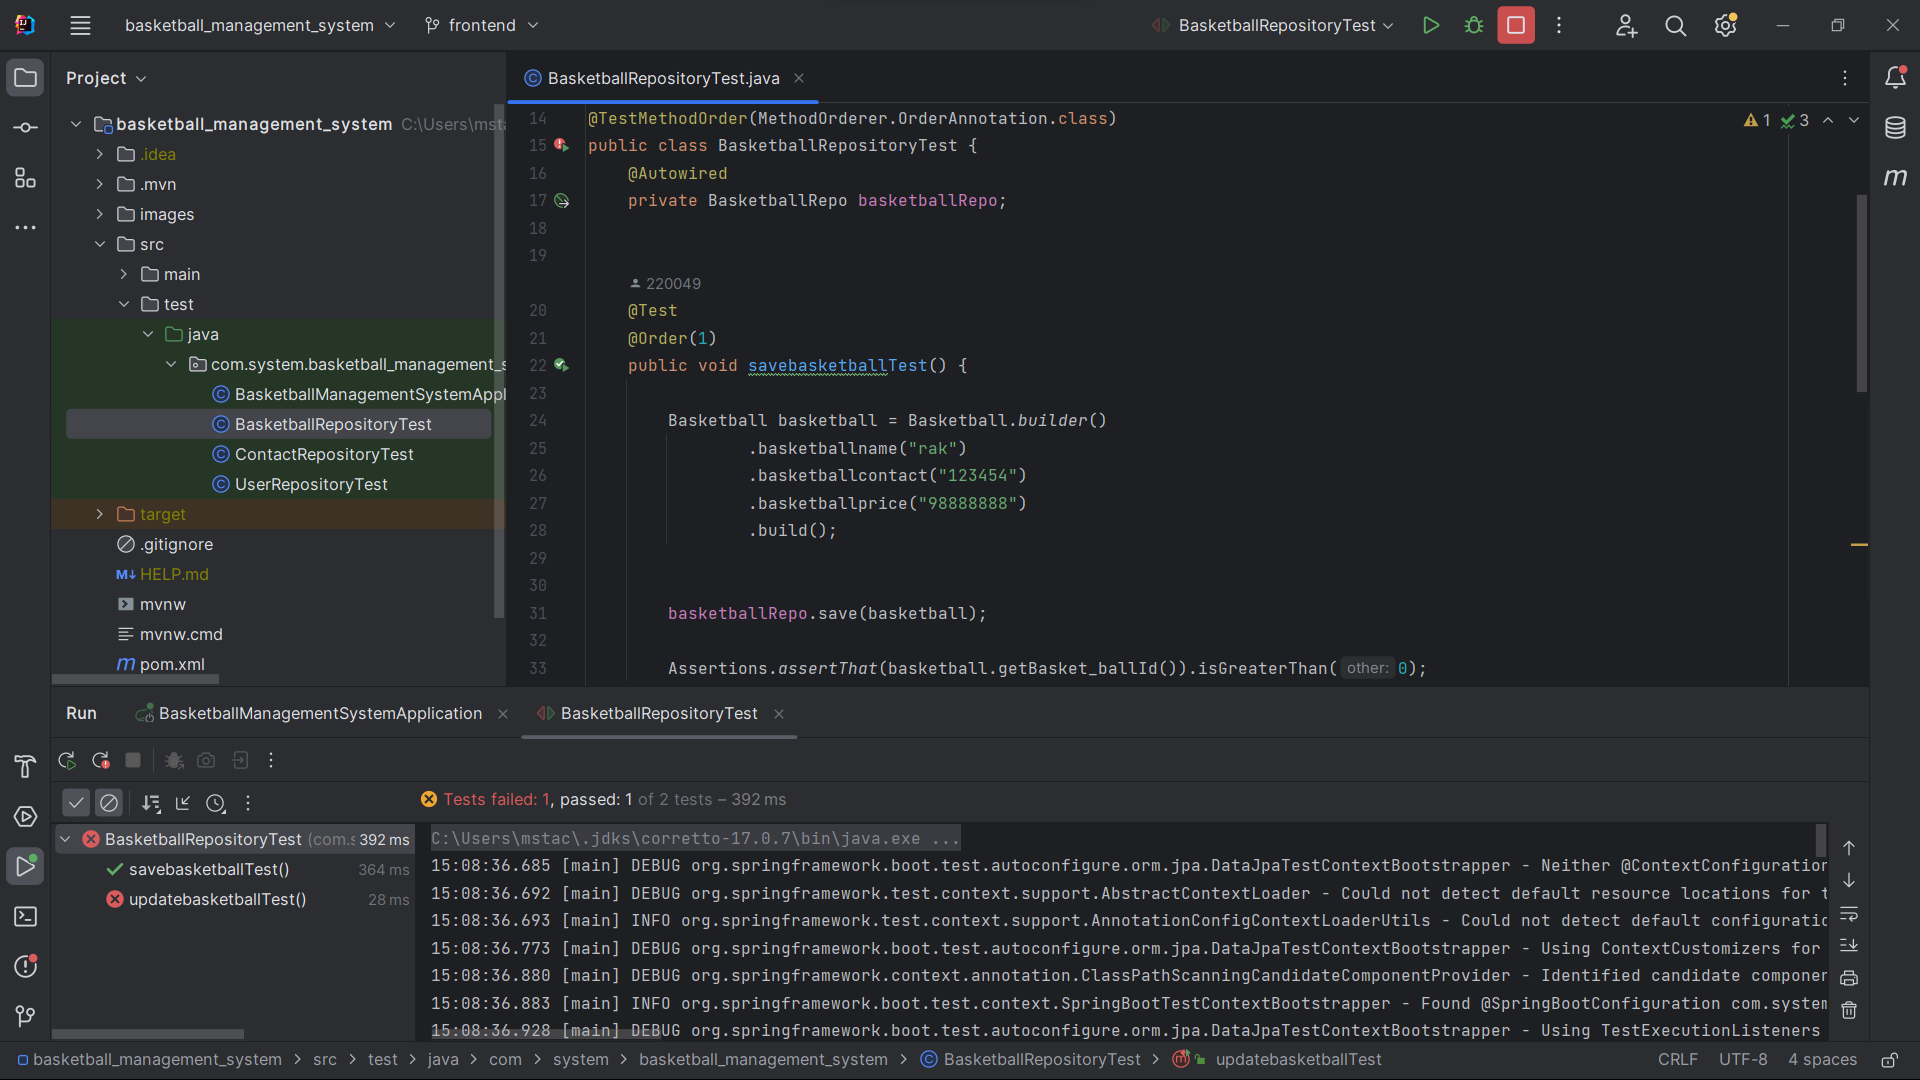 basketball_management_system
frontend
BasketballRepositoryTest
Project
BasketballRepositoryTest.java
basketball_management_system C:\Users\msta
.idea
.mvn
images
src
main
test
java
com.system.basketball_management_s
BasketballManagementSystemAppl
BasketballRepositoryTest
ContactRepositoryTest
UserRepositoryTest
target
.gitignore
M↓ HELP.md
mvnw
mvnw.cmd
m pom.xml
1 3
14 @TestMethodOrder(MethodOrderer.OrderAnnotation.class)
15 public class BasketballRepositoryTest {
16 @Autowired
17 private BasketballRepo basketballRepo;
18
19
220049
20 @Test
21 @Order(1)
22 public void savebasketballTest() {
23
24 Basketball basketball = Basketball.builder()
25 .basketballname("rak")
26 .basketballcontact("123454")
27 .basketballprice("98888888")
28 .build();
29
30
31 basketballRepo.save(basketball);
32
33 Assertions.assertThat(basketball.getBasket_ballId()).isGreaterThan( other: 0);
m
Run BasketballManagementSystemApplication BasketballRepositoryTest
Tests failed: 1, passed: 1 of 2 tests – 392 ms
BasketballRepositoryTest (com.s 392 ms
savebasketballTest() 364 ms
updatebasketballTest() 28 ms
C:\Users\mstac\.jdks\corretto-17.0.7\bin\java.exe ...
15:08:36.685 [main] DEBUG org.springframework.boot.test.autoconfigure.orm.jpa.DataJpaTestContextBootstrapper - Neither @ContextConfiguration
15:08:36.692 [main] DEBUG org.springframework.test.context.support.AbstractContextLoader - Could not detect default resource locations for t
15:08:36.693 [main] INFO org.springframework.test.context.support.AnnotationConfigContextLoaderUtils - Could not detect default configuratio
15:08:36.773 [main] DEBUG org.springframework.boot.test.autoconfigure.orm.jpa.DataJpaTestContextBootstrapper - Using ContextCustomizers for
15:08:36.880 [main] DEBUG org.springframework.context.annotation.ClassPathScanningCandidateComponentProvider - Identified candidate componen
15:08:36.883 [main] INFO org.springframework.boot.test.context.SpringBootTestContextBootstrapper - Found @SpringBootConfiguration com.system
15:08:36.928 [main] DEBUG org.springframework.boot.test.autoconfigure.orm.jpa.DataJpaTestContextBootstrapper - Using TestExecutionListeners
basketball_management_system > src > test > java > com > system > basketball_management_system > BasketballRepositoryTest > updatebasketballTest
CRLF UTF-8 4 spaces